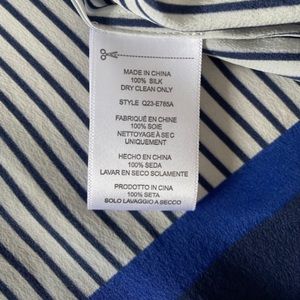 MADE IN CHINA
100% SILK
DRY CLEAN ONLY
STYLE Q23-E765A
FABRIQUÉ EN CHINE
100% SOIE
NETTOYAGE À SEC
UNIQUEMENT
HECHO EN CHINA
100% SEDA
LAVAR EN SECO SOLAMENTE
PRODOTTO IN CINA
100% SETA
SOLO LAVAGGIO A SECCO